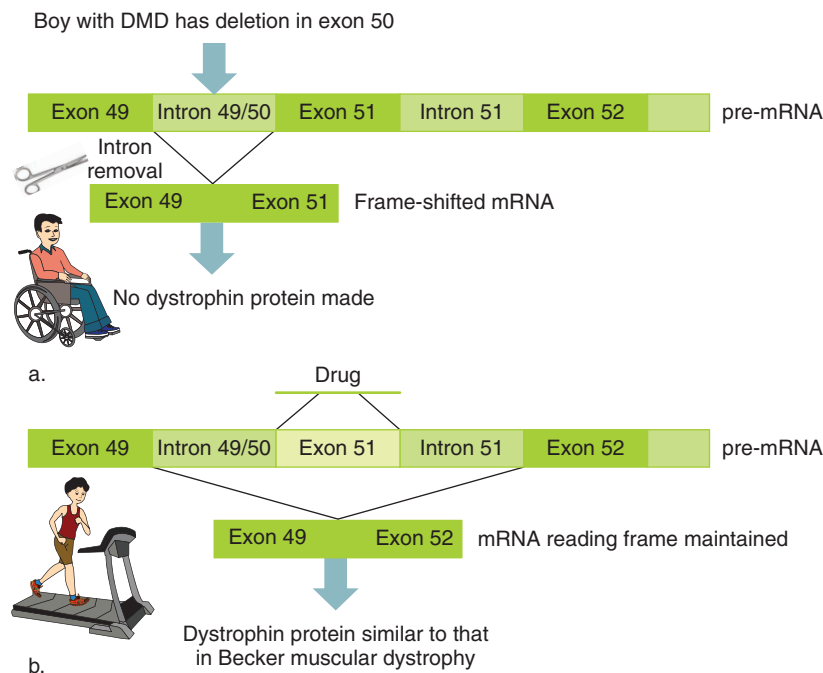 Boy with DMD has deletion in exon 50
Exon 49 Intron 49/50 Exon 51 Intron 51 Exon 52 pre-mRNA
Intron
removal
Exon 49 Exon 51 Frame-shifted mRNA
No dystrophin protein made
a.
Drug
Exon 49 Intron 49/50 Exon 51 Intron 51 Exon 52 pre-mRNA
Exon 49 Exon 52 mRNA reading frame maintained
Dystrophin protein similar to that
in Becker muscular dystrophy
b.